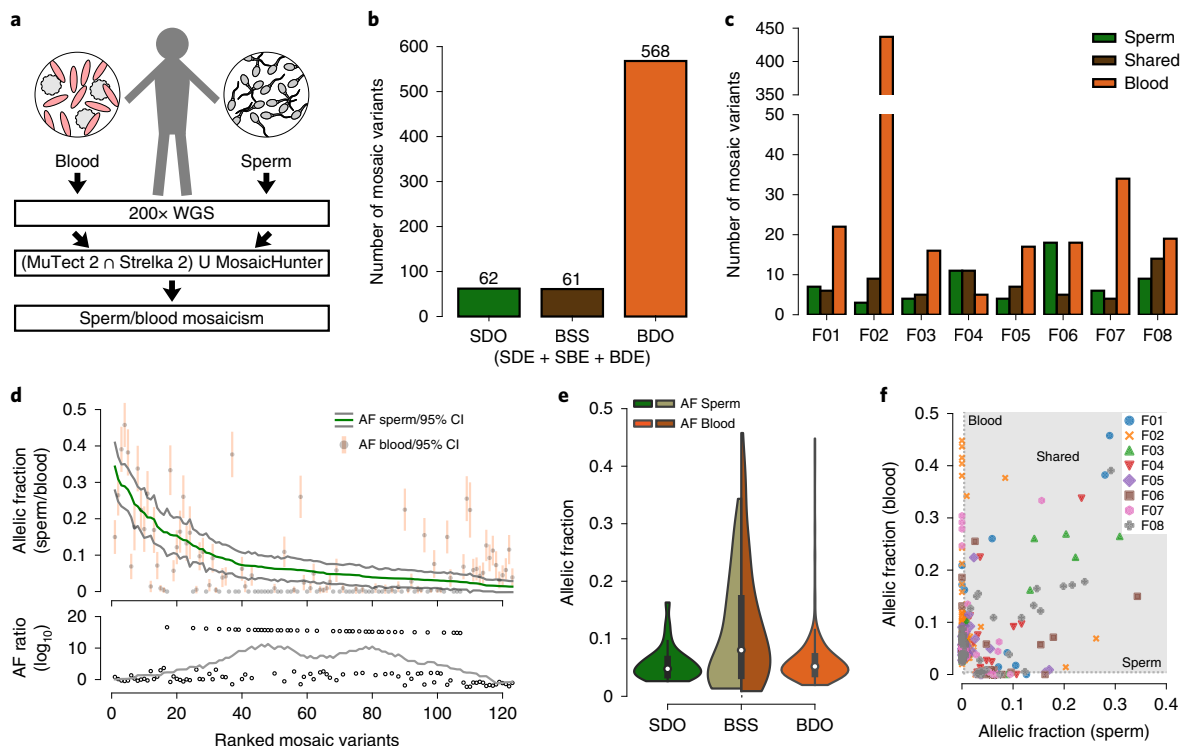 a
Blood
Sperm
200× WGS
(MuTect 2 ∩ Strelka 2) U MosaicHunter
Sperm/blood mosaicism
b
Number of mosaic variants
600
500
400
300
200
100
0
62
61
568
SDO
BSS
BDO
(SDE + SBE + BDE)
c
Number of mosaic variants
450
400
350
50
40
30
20
10
0
Sperm
Shared
Blood
F01
F02
F03
F04
F05
F06
F07
F08
d
Allelic fraction
(sperm/blood)
0.5
0.4
0.3
0.2
0.1
0
AF sperm/95% CI
AF blood/95% CI
AF ratio
(log10)
20
10
0
0
20
40
60
80
100
120
Ranked mosaic variants
e
Allelic fraction
0.5
0.4
0.3
0.2
0.1
0
AF Sperm
AF Blood
SDO
BSS
BDO
f
Allelic fraction (blood)
0.5
0.4
0.3
0.2
0.1
0
Blood
Shared
Sperm
F01
F02
F03
F04
F05
F06
F07
F08
0
0.1
0.2
0.3
0.4
Allelic fraction (sperm)